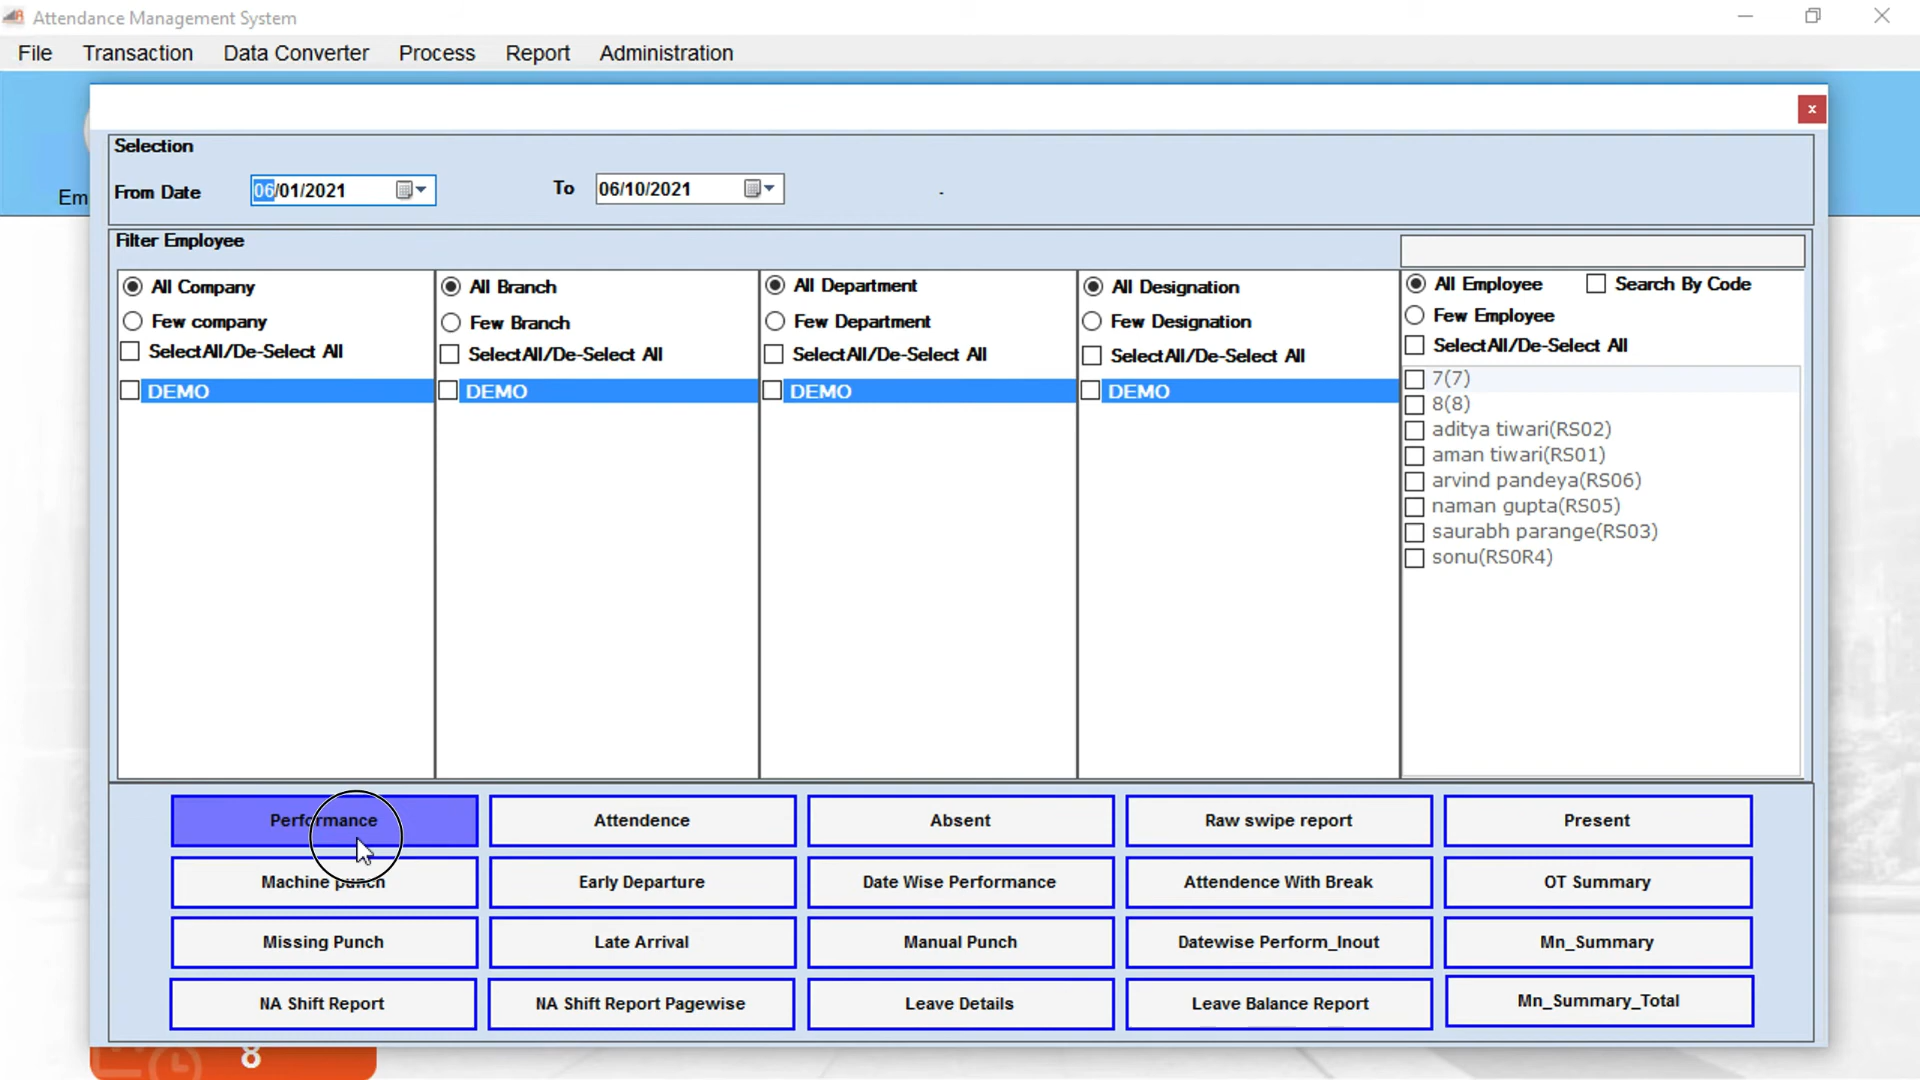 Attendance Management System
File Transaction Data Converter Process Report Administration
Selection
From Date 06/01/2021 To 06/10/2021 .
Em
Filter Employee
All Company All Branch All Department All Designation All Employee Search By Code
Few company Few Branch Few Department Few Designation Few Employee
SelectAll/De-Select All SelectAll/De-Select All SelectAll/De-Select All SelectAll/De-Select All SelectAll/De-Select All
DEMO DEMO DEMO DEMO 7(7)
8(8)
aditya tiwari(RS02)
aman tiwari(RS01)
arvind pandeya(RS06)
naman gupta(RS05)
saurabh parange(RS03)
sonu(RS0R4)
Performance Attendence Absent Raw swipe report Present
Machine punch Early Departure Date Wise Performance Attendence With Break OT Summary
Missing Punch Late Arrival Manual Punch Datewise Perform_Inout Mn_Summary
NA Shift Report NA Shift Report Pagewise Leave Details Leave Balance Report Mn_Summary_Total
8